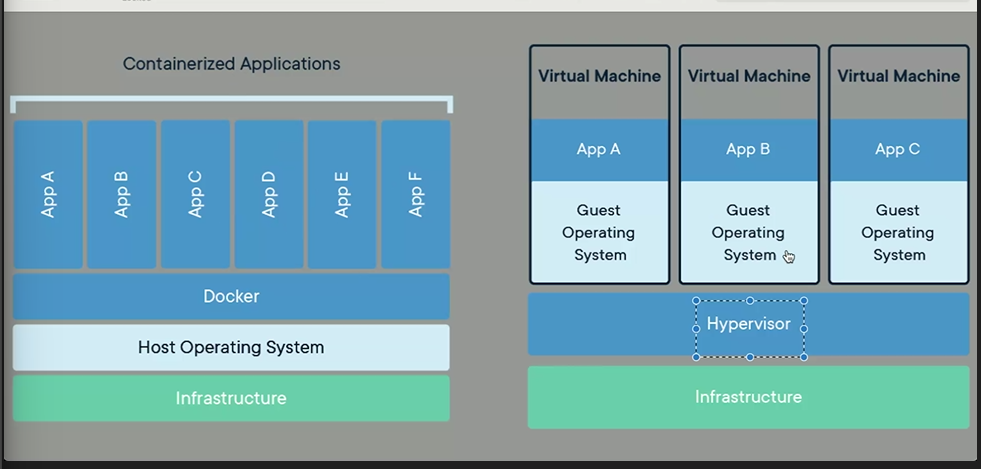 Containerized Applications
App A
App B
App C
App D
App E
App F
Docker
Host Operating System
Infrastructure
Virtual Machine
App A
Guest
Operating
System
Virtual Machine
App B
Guest
Operating
System
Virtual Machine
App C
Guest
Operating
System
Hypervisor
Infrastructure